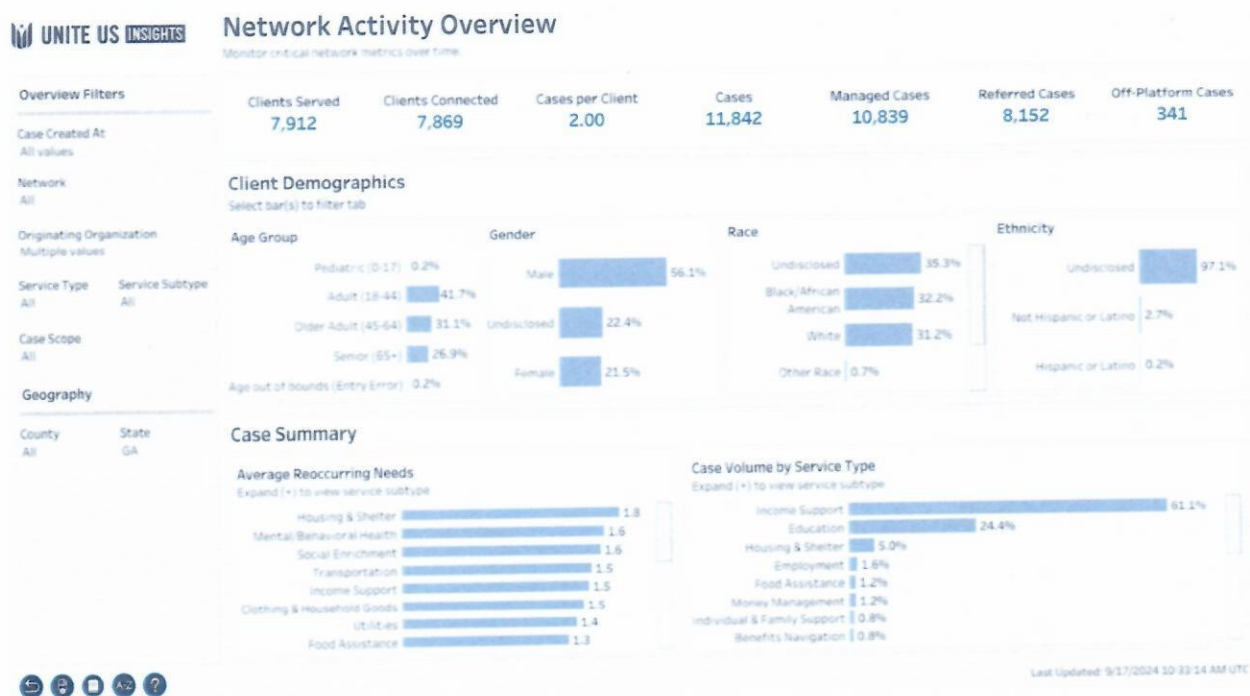 UNITE US INSIGHTS
Network Activity Overview
Monitor critical network metrics over time.
Overview Filters
Case Created At
All values
Network
All
Originating Organization
Multiple values
Service Type Service Subtype
All All
Case Scope
All
Geography
County State
All GA
Clients Served Clients Connected Cases per Client Cases Managed Cases Referred Cases Off-Platform Cases
7,912 7,869 2.00 11,842 10,839 8,152 341
Client Demographics
Select bar(s) to filter tab
Age Group
Pediatric (0-17) 0.2%
Adult (18-44) 41.7%
Older Adult (45-64) 31.1%
Senior (65+) 26.9%
Age out of bounds (Entry Error) 0.2%
Gender
Male 56.1%
Undisclosed 22.4%
Female 21.5%
Race
Undisclosed 35.3%
Black/African
American 32.2%
White 31.2%
Other Race 0.7%
Ethnicity
Undisclosed 97.1%
Not Hispanic or Latino 2.7%
Hispanic or Latino 0.2%
Case Summary
Average Reoccurring Needs
Expand (+) to view service subtype
Housing & Shelter 1.8
Mental/Behavioral Health 1.6
Social Enrichment 1.6
Transportation 1.5
Income Support 1.5
Clothing & Household Goods 1.5
Utilities 1.4
Food Assistance 1.3
Case Volume by Service Type
Expand (+) to view service subtype
Income Support 61.1%
Education 24.4%
Housing & Shelter 5.0%
Employment 1.6%
Food Assistance 1.2%
Money Management 1.2%
Individual & Family Support 0.8%
Benefits Navigation 0.8%
A-Z ?
Last Updated: 9/17/2024 10:33:14 AM UTC